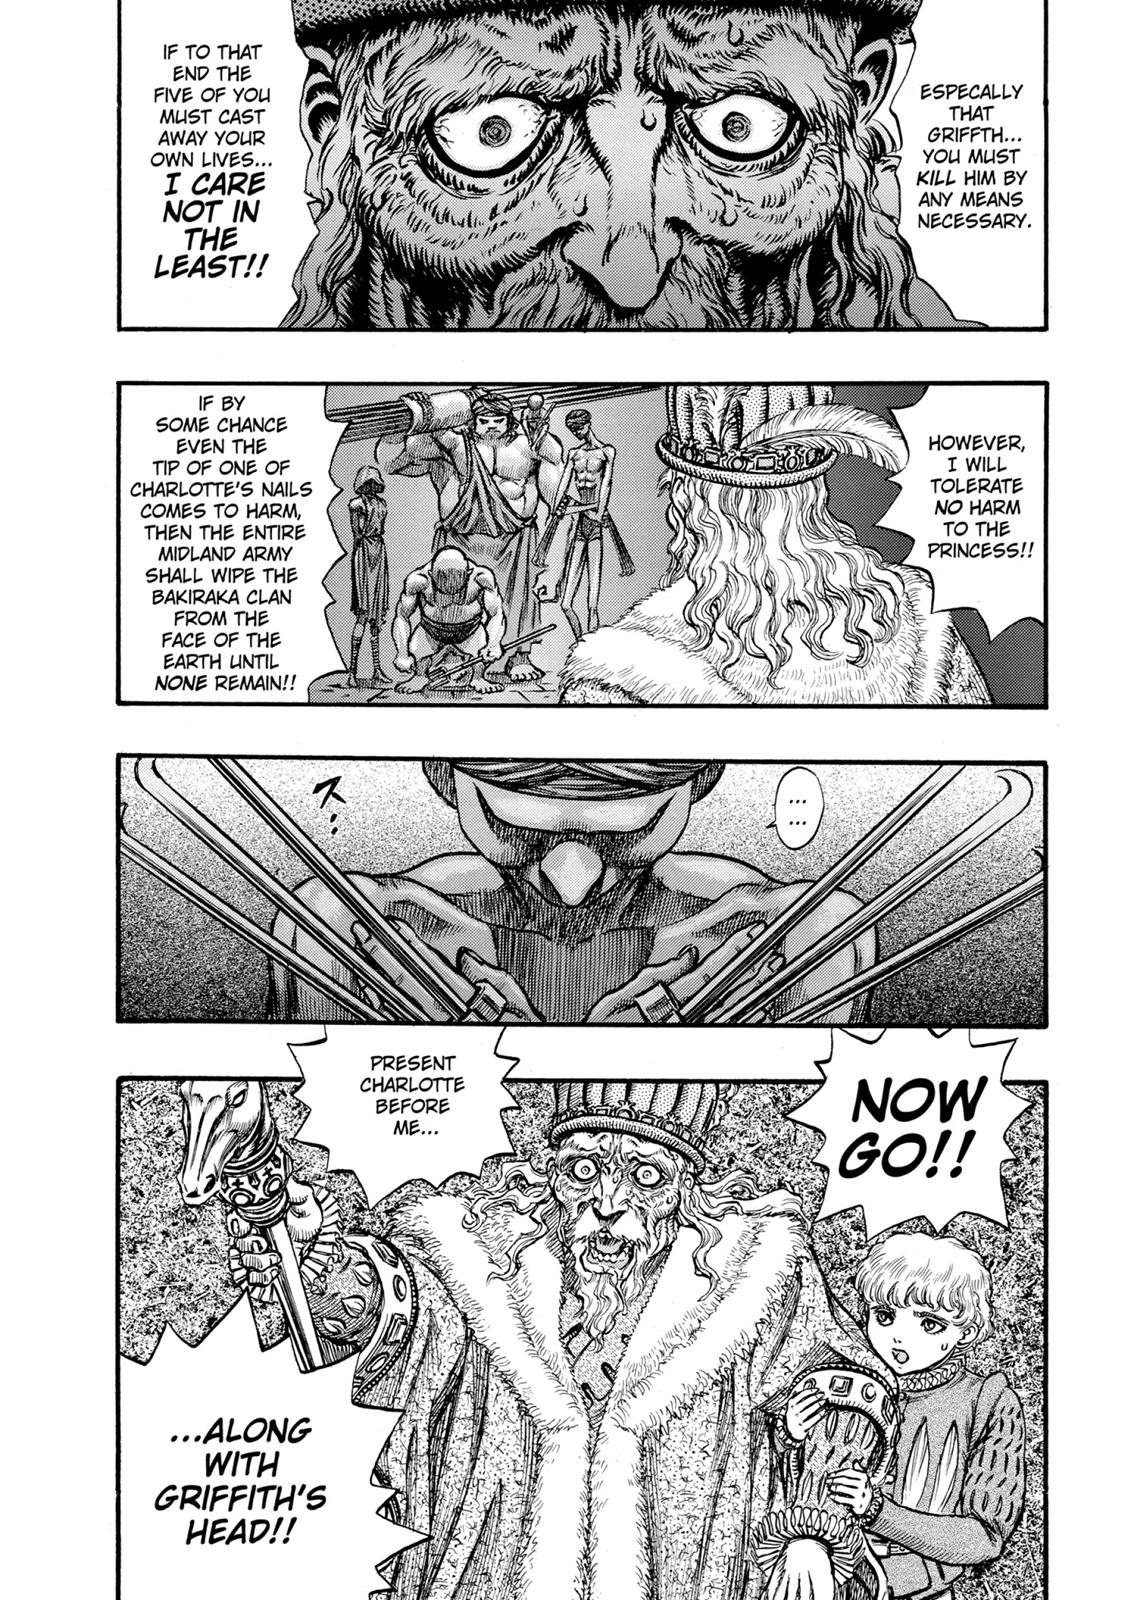 ESPECALLY
THAT
GRIFFTH...
YOU MUST
KILL HIM BY
ANY MEANS
NECESSARY.
IF TO THAT
END THE
FIVE OF YOU
MUST CAST
AWAY YOUR
OWN LIVES...
I CARE
NOT IN
THE
LEAST!!
HOWEVER,
I WILL
TOLERATE
NO HARM
TO THE
PRINCESS!!
IF BY
SOME CHANCE
EVEN THE
TIP OF ONE OF
CHARLOTTE'S NAILS
COMES TO HARM,
THEN THE ENTIRE
MIDLAND ARMY
SHALL WIPE THE
BAKIRAKA CLAN
FROM THE
FACE OF THE
EARTH UNTIL
NONE REMAIN!!
...
...
ス
NOW
GO!!
PRESENT
CHARLOTTE
BEFORE
ME...
...ALONG
WITH
GRIFFITH'S
HEAD!!